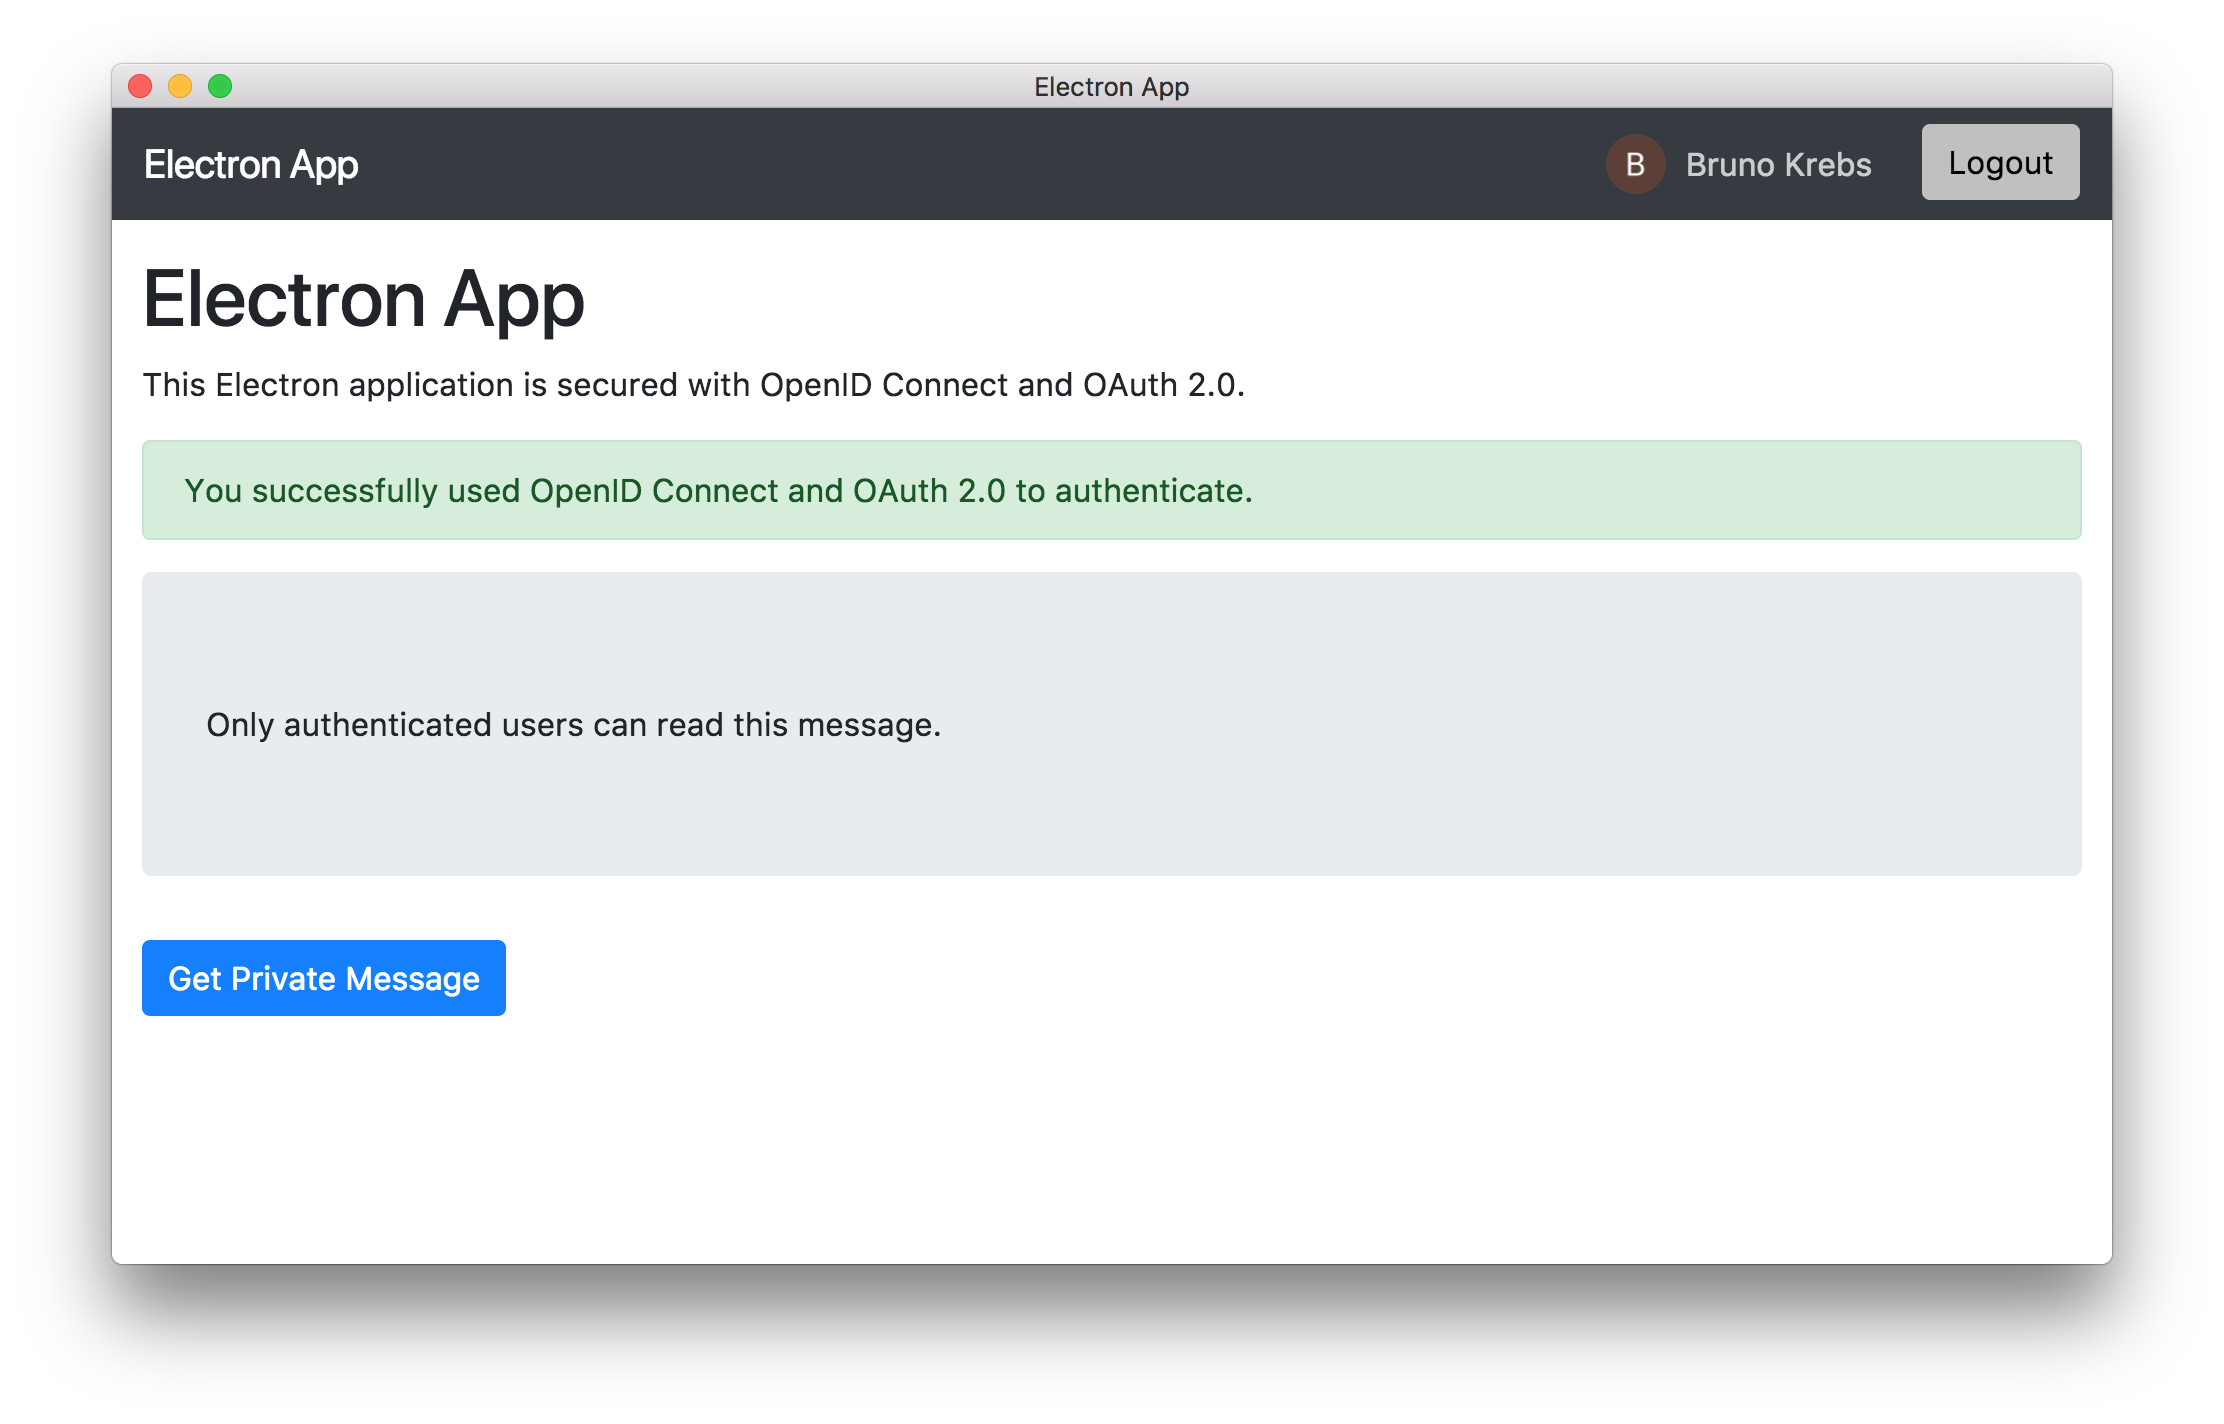 Electron App
Electron App
B Bruno Krebs
Logout
Electron App
This Electron application is secured with OpenID Connect and OAuth 2.0.
You successfully used OpenID Connect and OAuth 2.0 to authenticate.
Only authenticated users can read this message.
Get Private Message